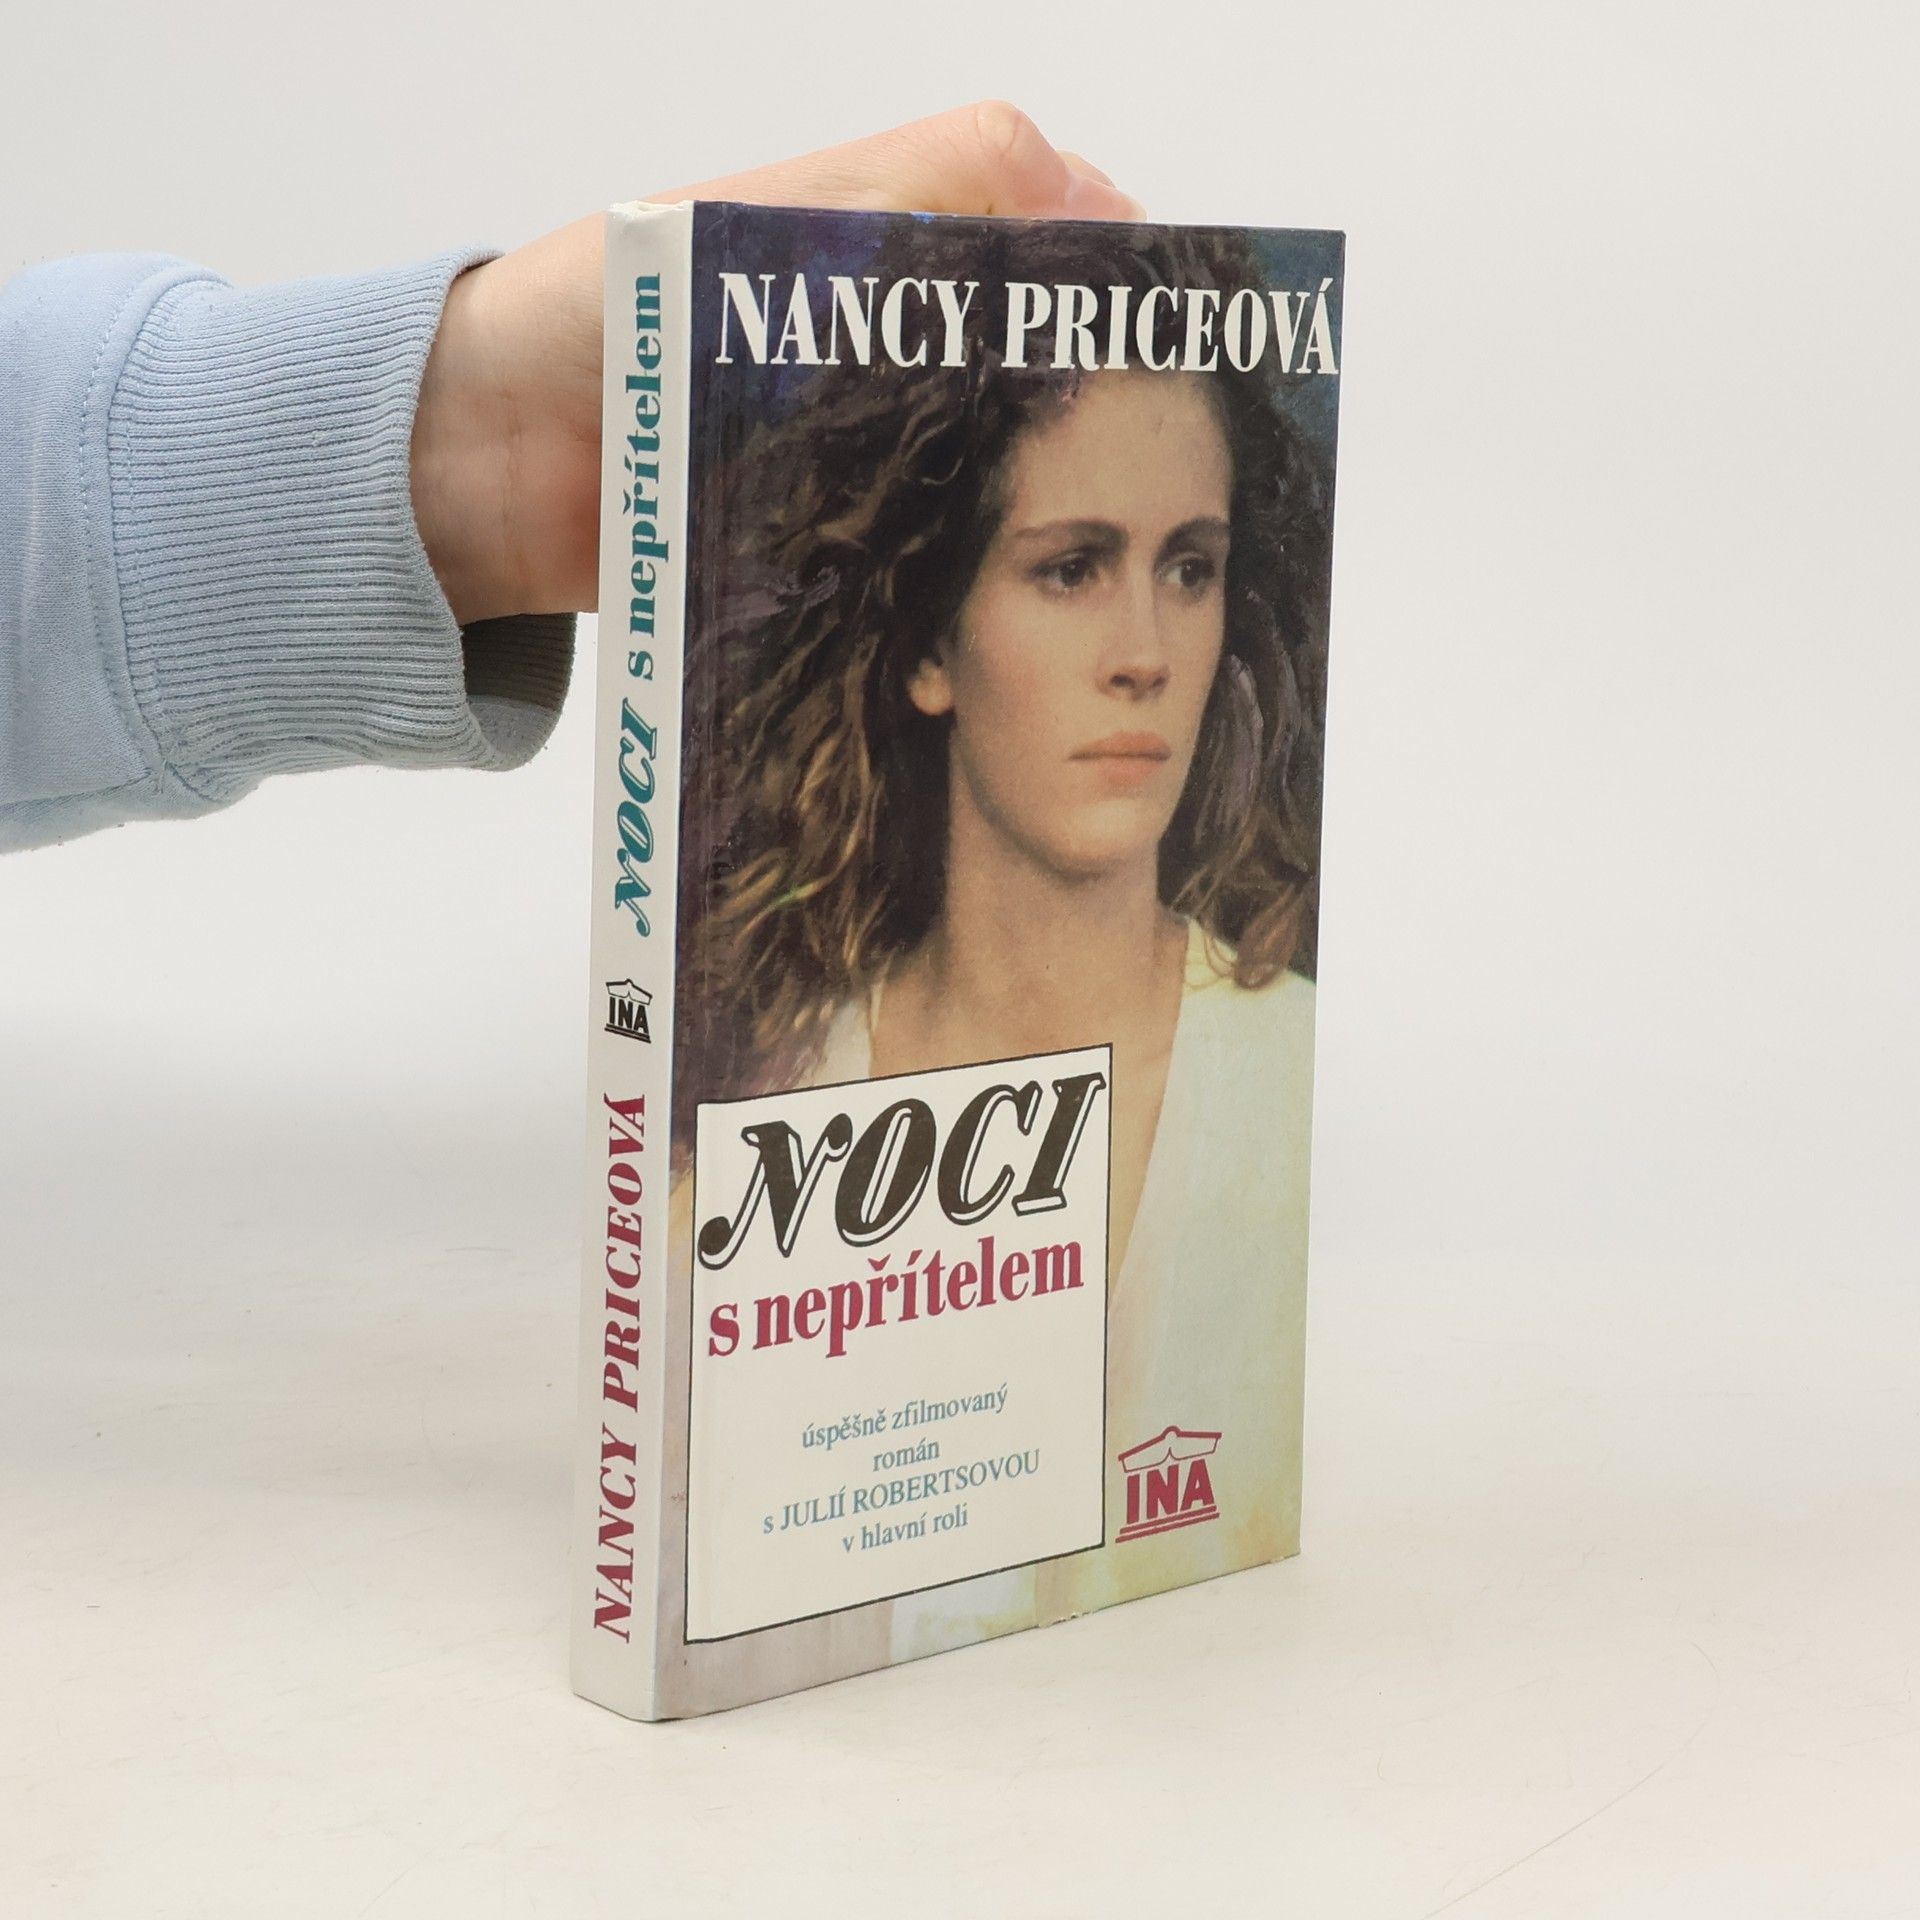 NANCY PRICEOVÁ
NOCI
s nepřítelem
úspěšně zfilmovaný
román
s JULIÍ ROBERTSOVOU
v hlavní roli
INA
NANCY PRICEOVÁ
INA
NOCI s nepřítelem